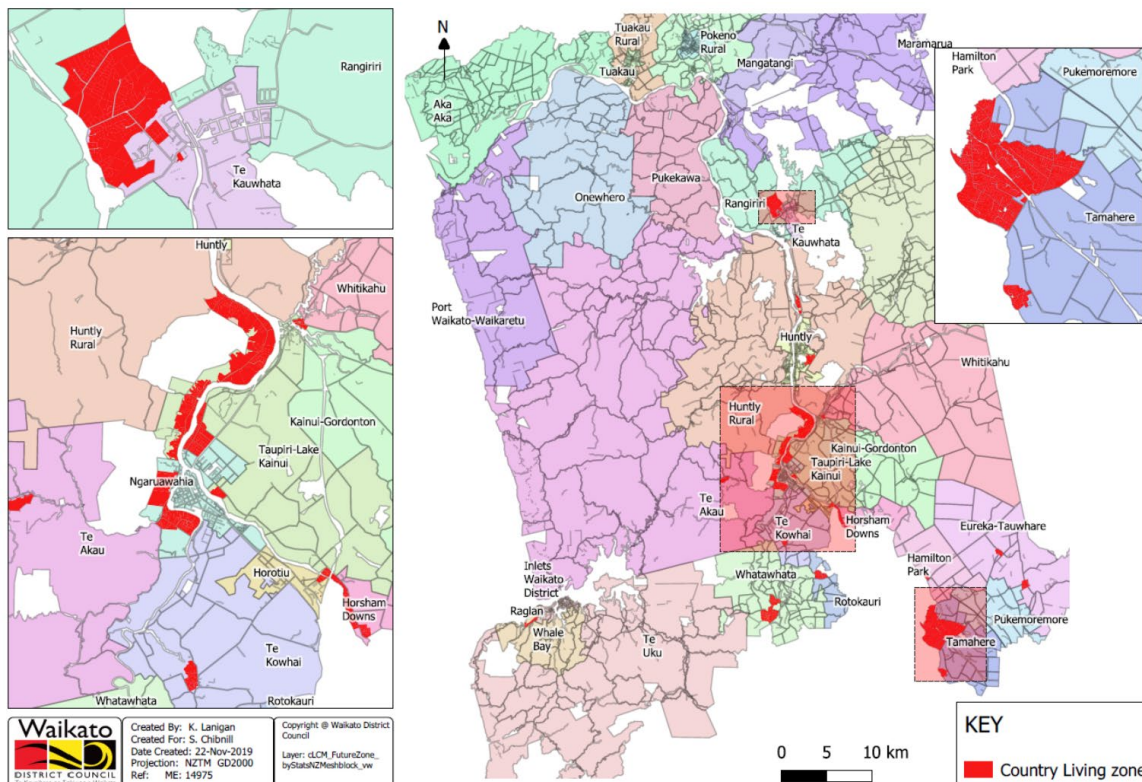 Rangiriri
Te
Kauwhata
Huntly
Whitikahu
Huntly
Rural
Kainui-Gordonton
Taupiri-Lake
Kainui
Ngaruawahia
Te
Akau
Horotiu
Horsham
Downs
Te
Kowhai
Whatawhata
Rotokauri
N
Tuakau
Rural
Pokeno
Rural
Maramarua
Tuakau
Mangatangi
Aka
Aka
Onewhero
Pukekawa
Rangiriri
Te
Kauwhata
Port
Waikato-Waikaretu
Huntly
Whitikahu
Huntly
Rural
Kainui-Gordonton
Taupiri-Lake
Kainui
Te
Akau
Te
Kowhai
Horsham
Downs
Eureka-Tauwhare
Hamilton
Park
Inlets
Waikato
District
Whatawhata
Rotokauri
Raglan
Whale
Bay
Te
Uku
Pukemoremore
Tamahere
Hamilton
Park
Pukemoremore
Tamahere
Waikato
DISTRICT COUNCIL
Created By: K. Lanigan
Created For: S. Chibnill
Date Created: 22-Nov-2019
Projection: NZTM GD2000
Ref: ME: 14975
Copyright @ Waikato District
Council
Layer: cLCM_FutureZone_
byStatsNZMeshblock_vw
0 5 10 km
KEY
Country Living zone